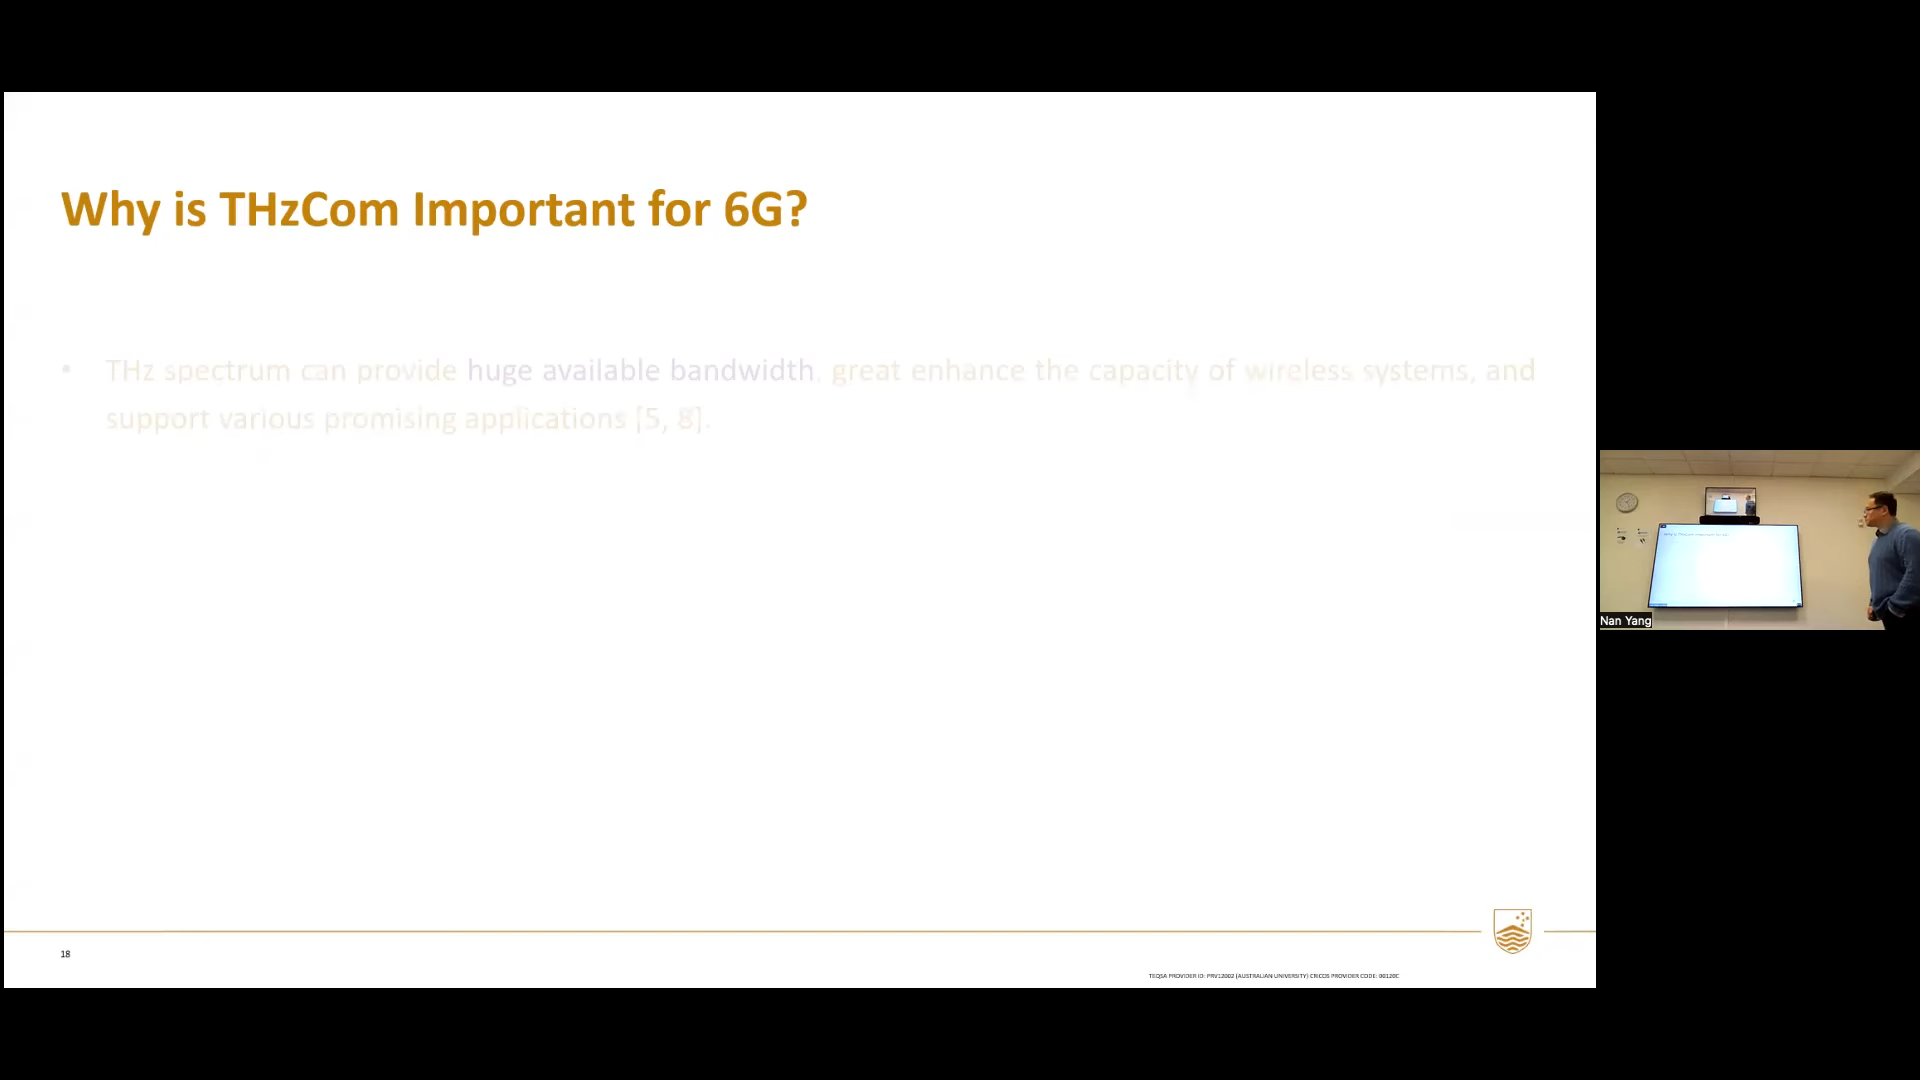 Why is THzCom Important for 6G?
• THz spectrum can provide huge available bandwidth, great enhance the capacity of wireless systems, and
support various promising applications [5, 8].
Nan Yang
18
TEQSA PROVIDER ID: PRV12002 (AUSTRALIAN UNIVERSITY) CRICOS PROVIDER CODE: 00120C